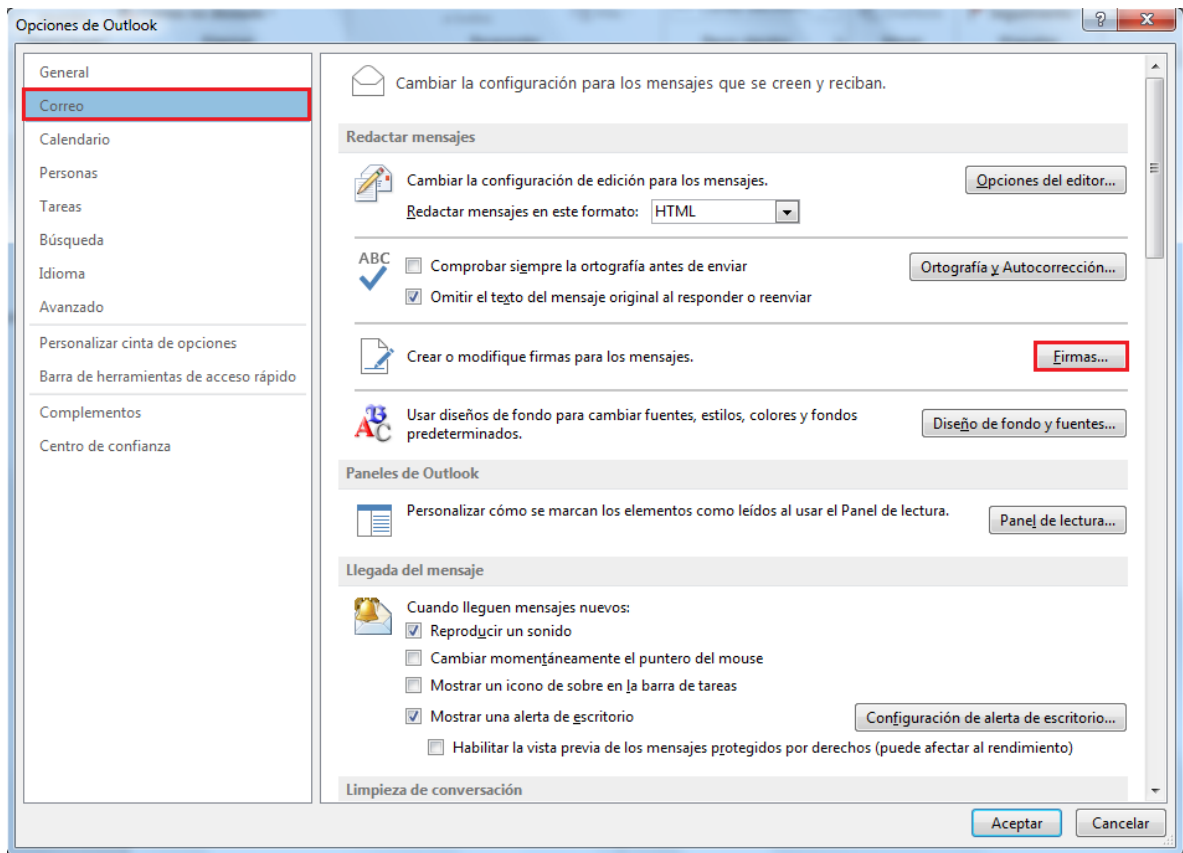 Opciones de Outlook
General
Correo
Calendario
Personas
Tareas
Búsqueda
Idioma
Avanzado
Personalizar cinta de opciones
Barra de herramientas de acceso rápido
Complementos
Centro de confianza
Cambiar la configuración para los mensajes que se creen y reciban.
Redactar mensajes
Cambiar la configuración de edición para los mensajes.
Opciones del editor...
Redactar mensajes en este formato: HTML
ABC
Comprobar siempre la ortografía antes de enviar
Ortografía y Autocorrección...
Omitir el texto del mensaje original al responder o reenviar
Crear o modifique firmas para los mensajes.
Firmas...
Usar diseños de fondo para cambiar fuentes, estilos, colores y fondos
predeterminados.
Diseño de fondo y fuentes...
Paneles de Outlook
Personalizar cómo se marcan los elementos como leídos al usar el Panel de lectura.
Panel de lectura...
Llegada del mensaje
Cuando lleguen mensajes nuevos:
Reproducir un sonido
Cambiar momentáneamente el puntero del mouse
Mostrar un icono de sobre en la barra de tareas
Mostrar una alerta de escritorio
Configuración de alerta de escritorio...
Habilitar la vista previa de los mensajes protegidos por derechos (puede afectar al rendimiento)
Limpieza de conversación
Aceptar
Cancelar